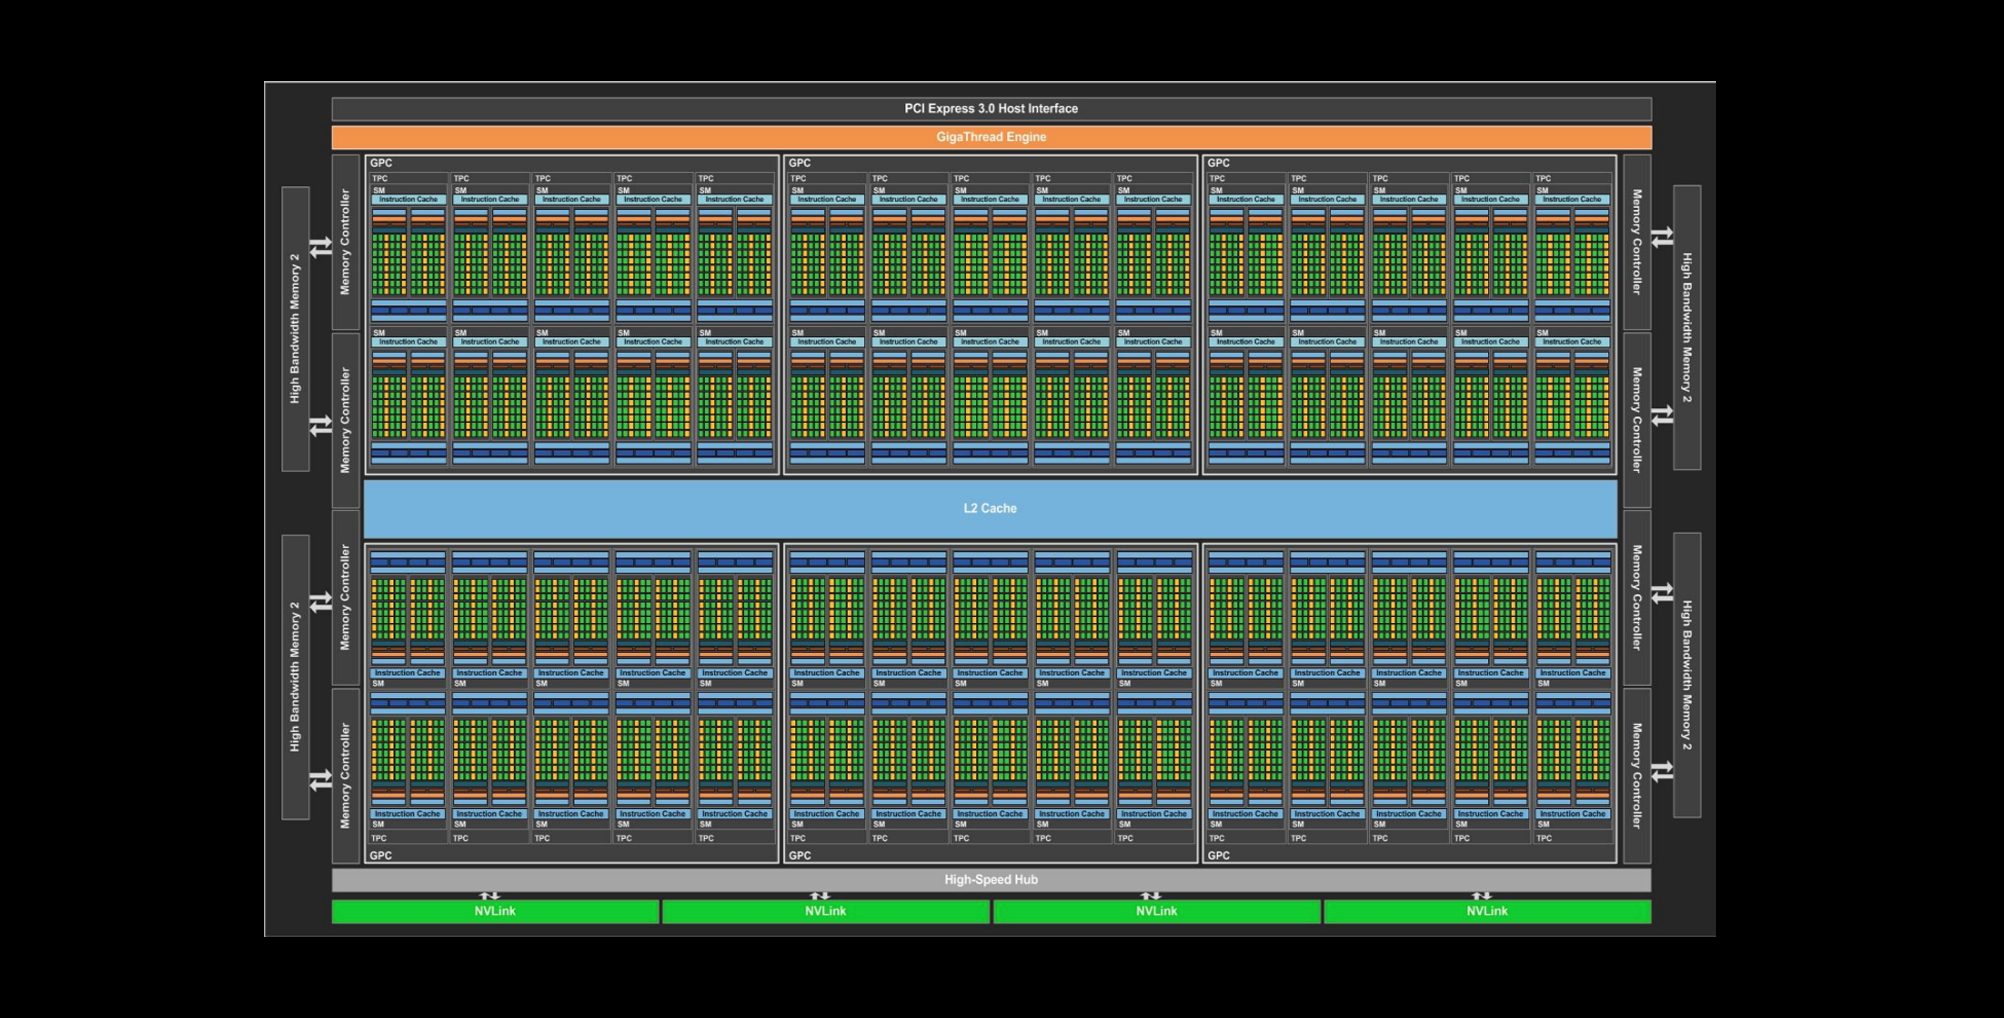 PCI Express 3.0 Host Interface
GigaThread Engine
GPC GPC GPC
TPC TPC TPC TPC TPC TPC TPC TPC TPC TPC TPC TPC TPC TPC TPC
SM SM SM SM SM SM SM SM SM SM SM SM SM SM SM
Instruction Cache Instruction Cache Instruction Cache Instruction Cache Instruction Cache Instruction Cache Instruction Cache Instruction Cache Instruction Cache Instruction Cache Instruction Cache Instruction Cache Instruction Cache Instruction Cache Instruction Cache
Memory Controller
Memory Controller
High Bandwidth Memory 2
High Bandwidth Memory 2
SM SM SM SM SM SM SM SM SM SM SM SM SM SM SM
Instruction Cache Instruction Cache Instruction Cache Instruction Cache Instruction Cache Instruction Cache Instruction Cache Instruction Cache Instruction Cache Instruction Cache Instruction Cache Instruction Cache Instruction Cache Instruction Cache Instruction Cache
Memory Controller
Memory Controller
L2 Cache
Memory Controller
Memory Controller
High Bandwidth Memory 2
High Bandwidth Memory 2
Instruction Cache Instruction Cache Instruction Cache Instruction Cache Instruction Cache Instruction Cache Instruction Cache Instruction Cache Instruction Cache Instruction Cache Instruction Cache Instruction Cache Instruction Cache Instruction Cache Instruction Cache
SM SM SM SM SM SM SM SM SM SM SM SM SM SM SM
Memory Controller
Memory Controller
Instruction Cache Instruction Cache Instruction Cache Instruction Cache Instruction Cache Instruction Cache Instruction Cache Instruction Cache Instruction Cache Instruction Cache Instruction Cache Instruction Cache Instruction Cache Instruction Cache Instruction Cache
SM SM SM SM SM SM SM SM SM SM SM SM SM SM SM
TPC TPC TPC TPC TPC TPC TPC TPC TPC TPC TPC TPC TPC TPC TPC
GPC GPC GPC
High-Speed Hub
NVLink NVLink NVLink NVLink